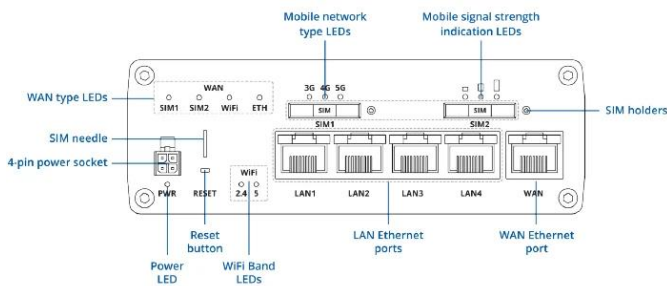 Mobile network
type LEDs
Mobile signal strength
indication LEDs
WAN
3G 4G 5G
WAN type LEDs
SIM1 SIM2 WiFi ETH
SIM
SIM
SIM holders
SIM1
SIM2
SIM needle
4-pin power socket
WiFi
2.4 5
PWR RESET
LAN1 LAN2 LAN3 LAN4 WAN
Reset
button
LAN Ethernet
ports
WAN Ethernet
port
Power
LED
WiFi Band
LEDs